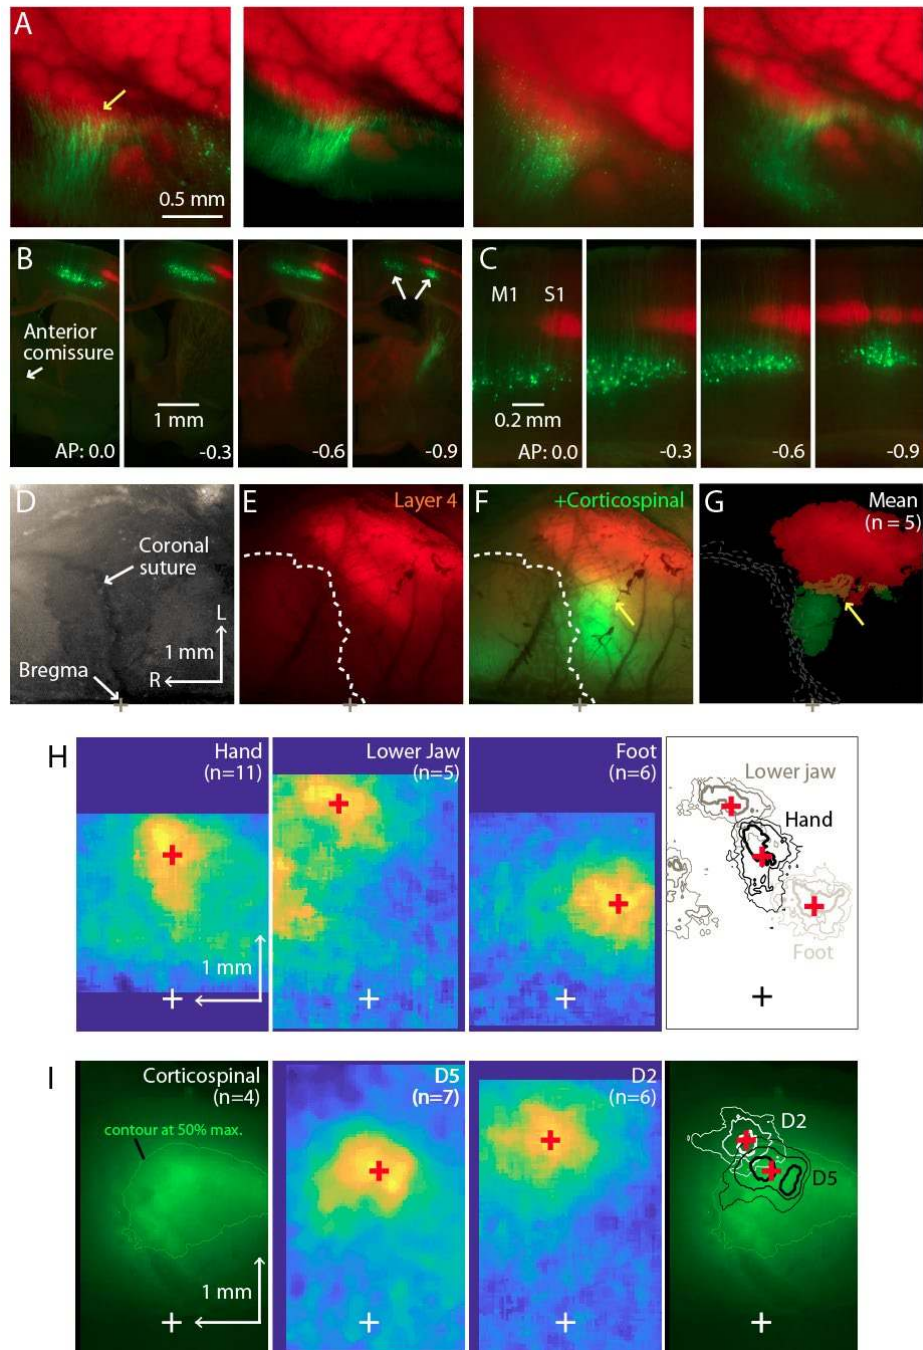 A
0.5 mm
B
Anterior
comissure
1 mm
AP: 0.0
-0.3
-0.6
-0.9
C
M1
S1
0.2 mm
AP: 0.0
-0.3
-0.6
-0.9
D
Coronal
suture
L
1 mm
Bregma
R
E
Layer 4
F
+Corticospinal
G
Mean
(n = 5)
H
Hand
(n=11)
1 mm
Lower Jaw
(n=5)
Foot
(n=6)
Lower jaw
Hand
Foot
I
Corticospinal
(n=4)
contour at 50% max.
1 mm
D5
(n=7)
D2
(n=6)
D2
D5